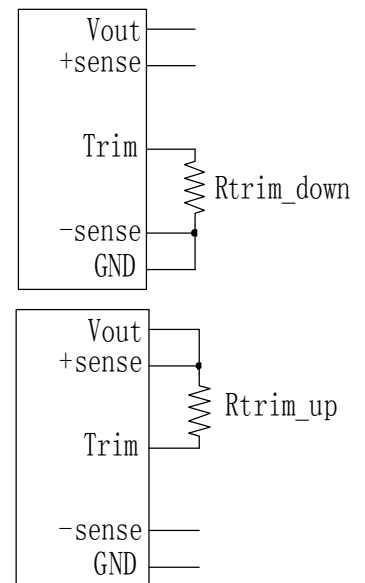 Vout
+sense
Trim
Rtrim_down
-sense
GND
Vout
+sense
Rtrim_up
Trim
-sense
GND